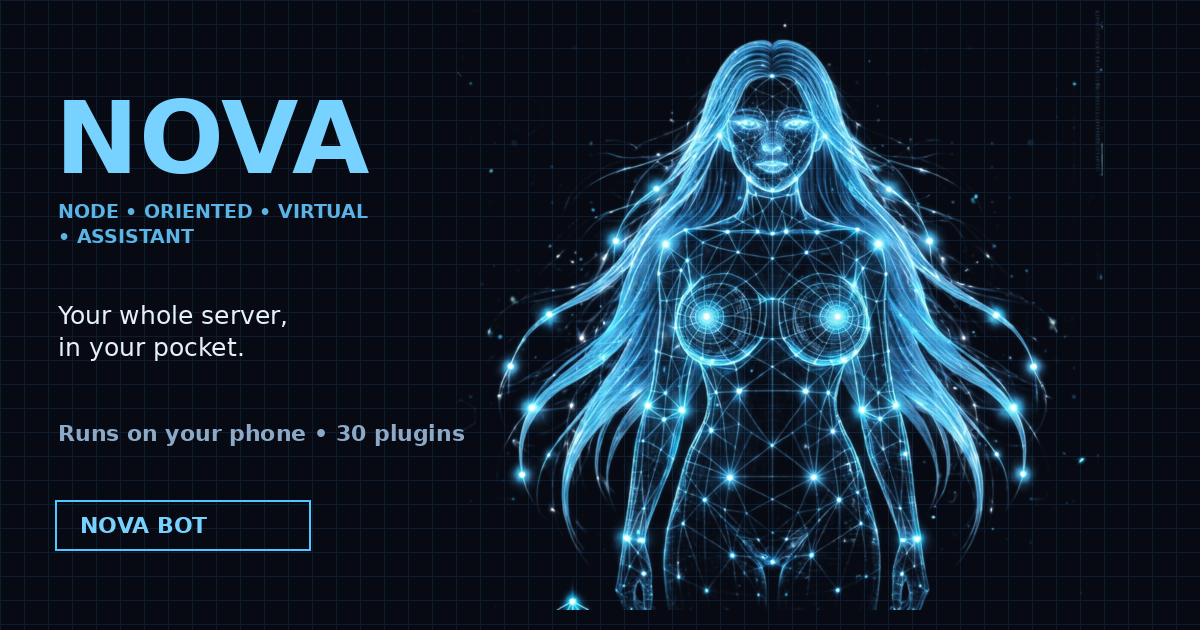 NOVA
NODE • ORIENTED • VIRTUAL
• ASSISTANT
Your whole server,
in your pocket.
Runs on your phone • 30 plugins
NOVA BOT